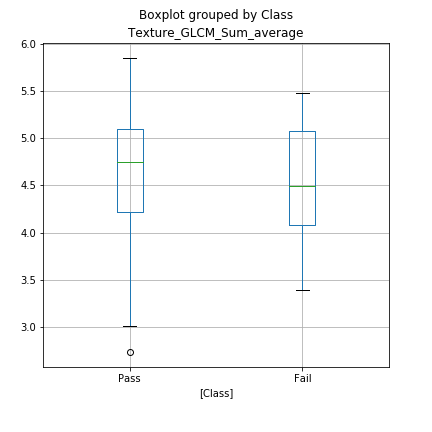 Boxplot grouped by Class
Texture_GLCM_Sum_average
6.0
5.5
5.0
4.5
4.0
3.5
3.0
Pass
Fail
[Class]